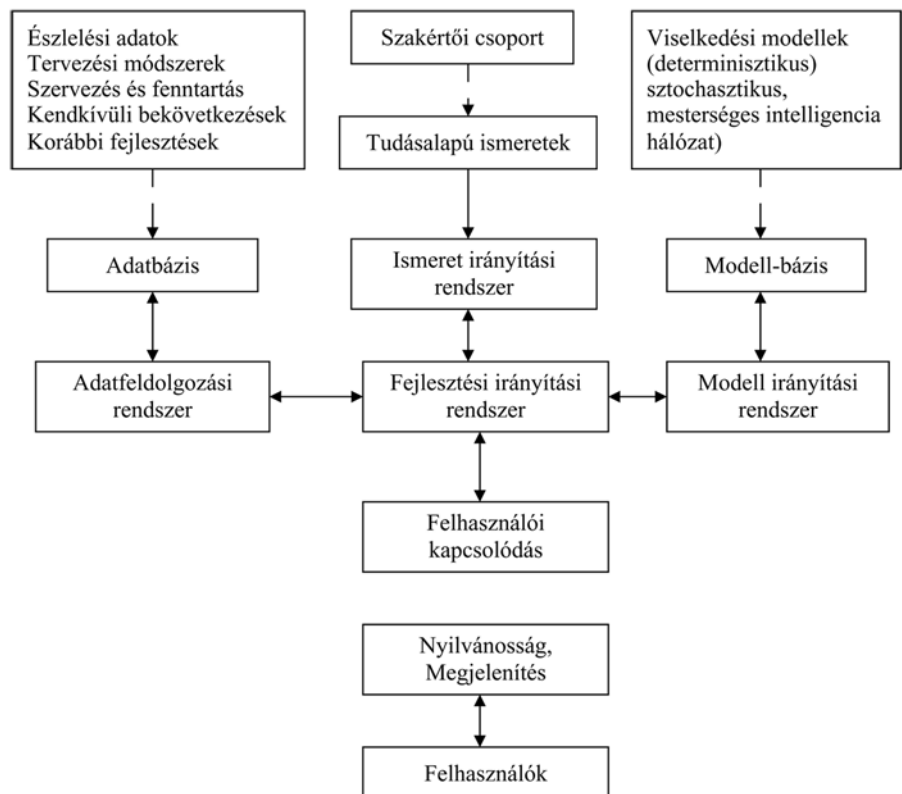 Észlelési adatok
Tervezési módszerek
Szervezés és fenntartás
Kendkívüli bekövetkezések
Korábbi fejlesztések
Szakértői csoport
Viselkedési modellek
(determinisztikus)
sztochasztikus,
mesterséges intelligencia
hálózat)
Tudásalapú ismeretek
Adatbázis
Ismeret irányítási
rendszer
Modell-bázis
Adatfeldolgozási
rendszer
Fejlesztési irányítási
rendszer
Modell irányítási
rendszer
Felhasználói
kapcsolódás
Nyilvánosság,
Megjelenítés
Felhasználók